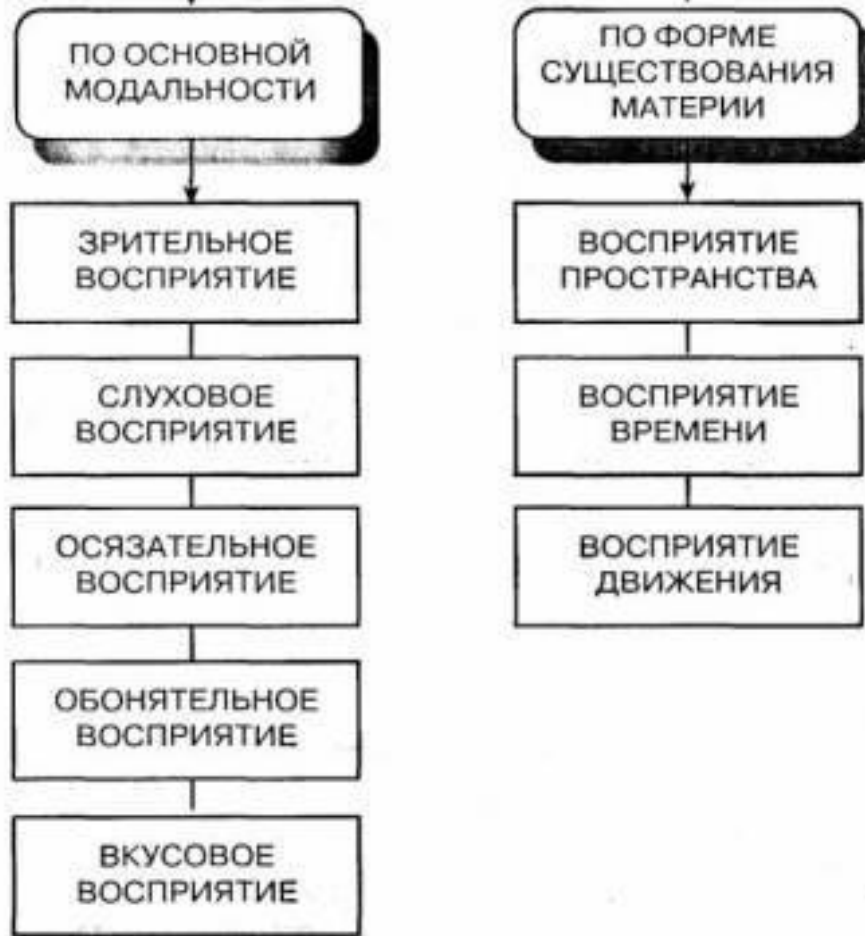 ПО ОСНОВНОЙ
МОДАЛЬНОСТИ
ЗРИТЕЛЬНОЕ
ВОСПРИЯТИЕ
СЛУХОВОЕ
ВОСПРИЯТИЕ
ОСЯЗАТЕЛЬНОЕ
ВОСПРИЯТИЕ
ОБОНЯТЕЛЬНОЕ
ВОСПРИЯТИЕ
ВКУСОВОЕ
ВОСПРИЯТИЕ
ПО ФОРМЕ
СУЩЕСТВОВАНИЯ
МАТЕРИИ
ВОСПРИЯТИЕ
ПРОСТРАНСТВА
ВОСПРИЯТИЕ
ВРЕМЕНИ
ВОСПРИЯТИЕ
ДВИЖЕНИЯ